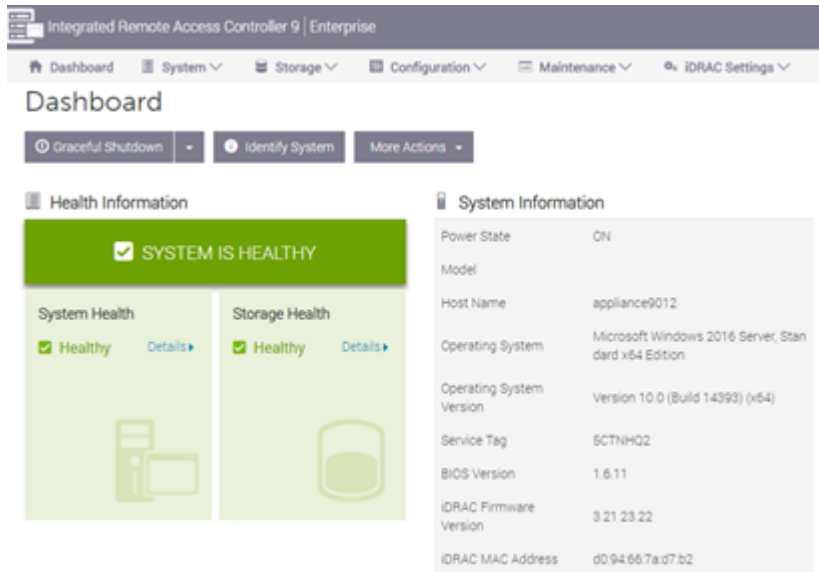 Integrated Remote Access Controller 9 | Enterprise
Dashboard System Storage Configuration Maintenance iDRAC Settings
Dashboard
Graceful Shutdown Identify System More Actions
Health Information
SYSTEM IS HEALTHY
System Health
Healthy Details
Storage Health
Healthy Details
System Information
Power State ON
Model
Host Name appliance9012
Operating System Microsoft Windows 2016 Server, Stan
dard x64 Edition
Operating System
Version Version 10.0 (Build 14393) (x64)
Service Tag 5CTNHQ2
BIOS Version 1.6.11
iDRAC Firmware
Version 3.21.23.22
iDRAC MAC Address d0:94:66:7a:d7:b2